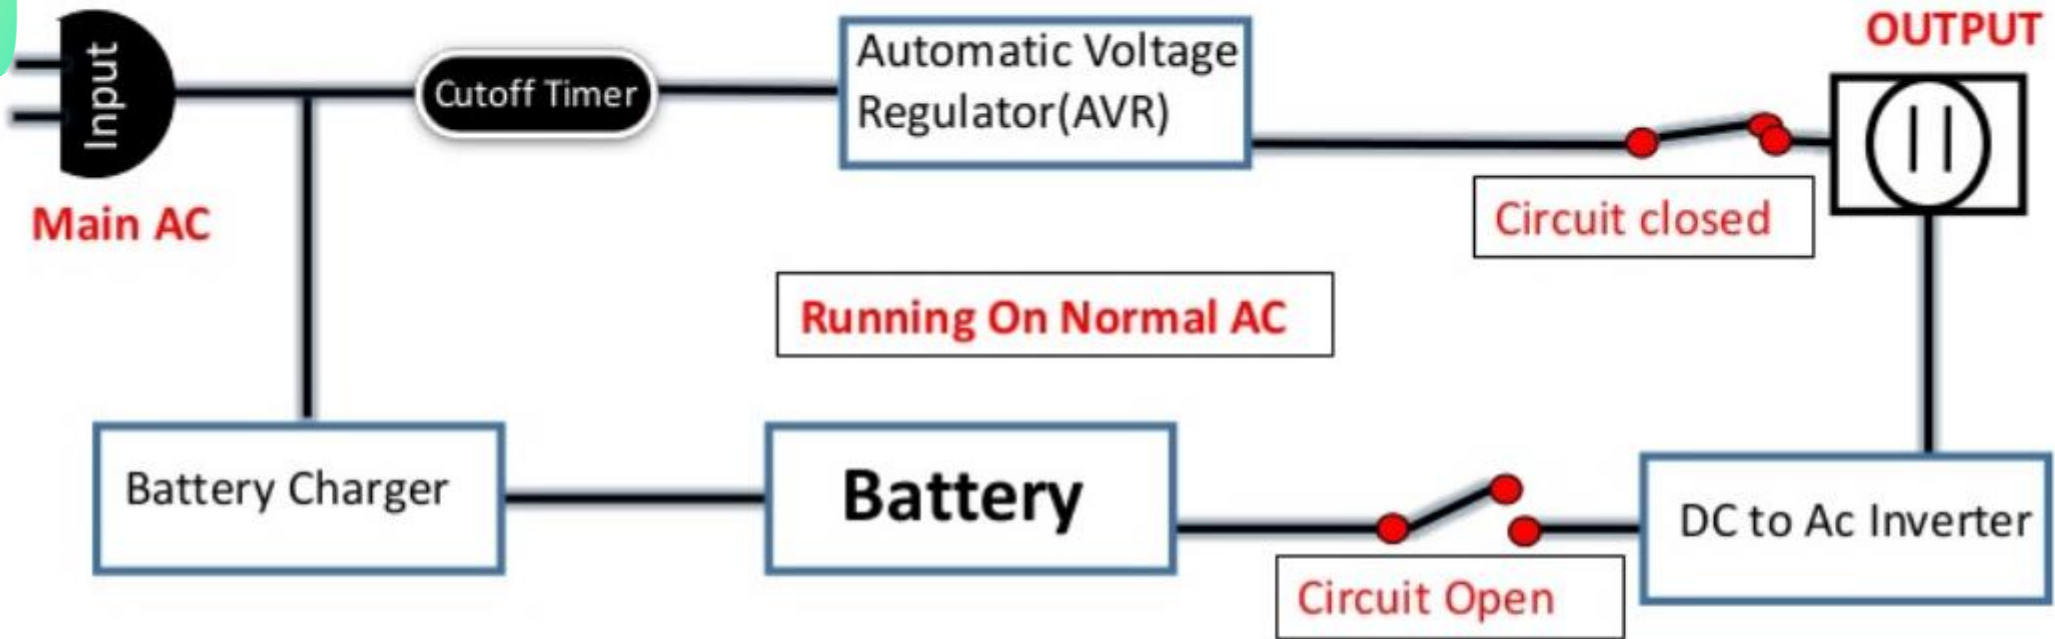 OUTPUT
Input
Cutoff Timer
Automatic Voltage
Regulator(AVR)
Main AC
Circuit closed
Running On Normal AC
Battery Charger
Battery
DC to Ac Inverter
Circuit Open